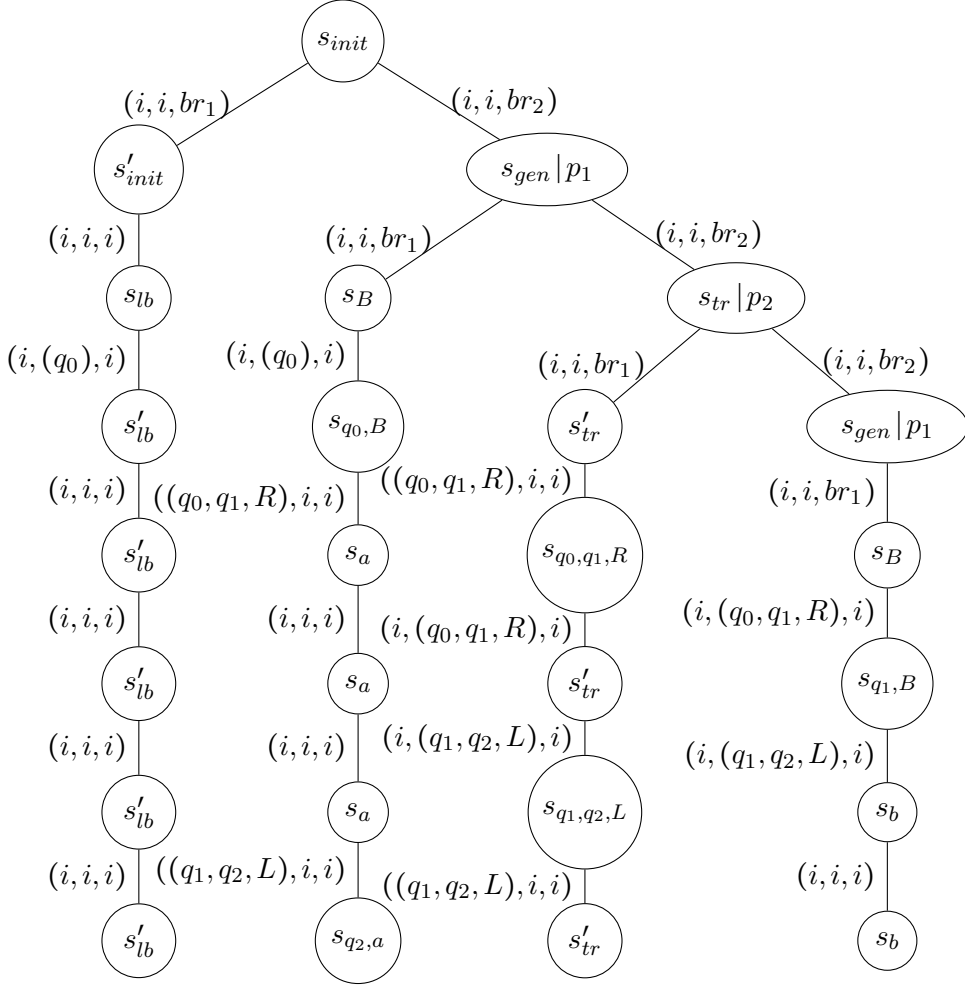 s_{init}
(i, i, br_1) (i, i, br_2)
s'_{init} s_{gen} | p_1
(i, i, i) (i, i, br_1) (i, i, br_2)
s_{lb} s_B s_{tr} | p_2
(i, (q_0), i) (i, (q_0), i) (i, i, br_1) (i, i, br_2)
s'_{lb} s_{q_0,B} s'_{tr} s_{gen} | p_1
(i, i, i) ((q_0, q_1, R), i, i) ((q_0, q_1, R), i, i) (i, i, br_1)
s'_{lb} s_a s_{q_0,q_1,R} s_B
(i, i, i) (i, i, i) (i, (q_0, q_1, R), i) (i, (q_0, q_1, R), i)
s'_{lb} s_a s'_{tr} s_{q_1,B}
(i, i, i) (i, i, i) (i, (q_1, q_2, L), i) (i, (q_1, q_2, L), i)
s'_{lb} s_a s_{q_1,q_2,L} s_b
(i, i, i) ((q_1, q_2, L), i, i) ((q_1, q_2, L), i, i) (i, i, i)
s'_{lb} s_{q_2,a} s'_{tr} s_b